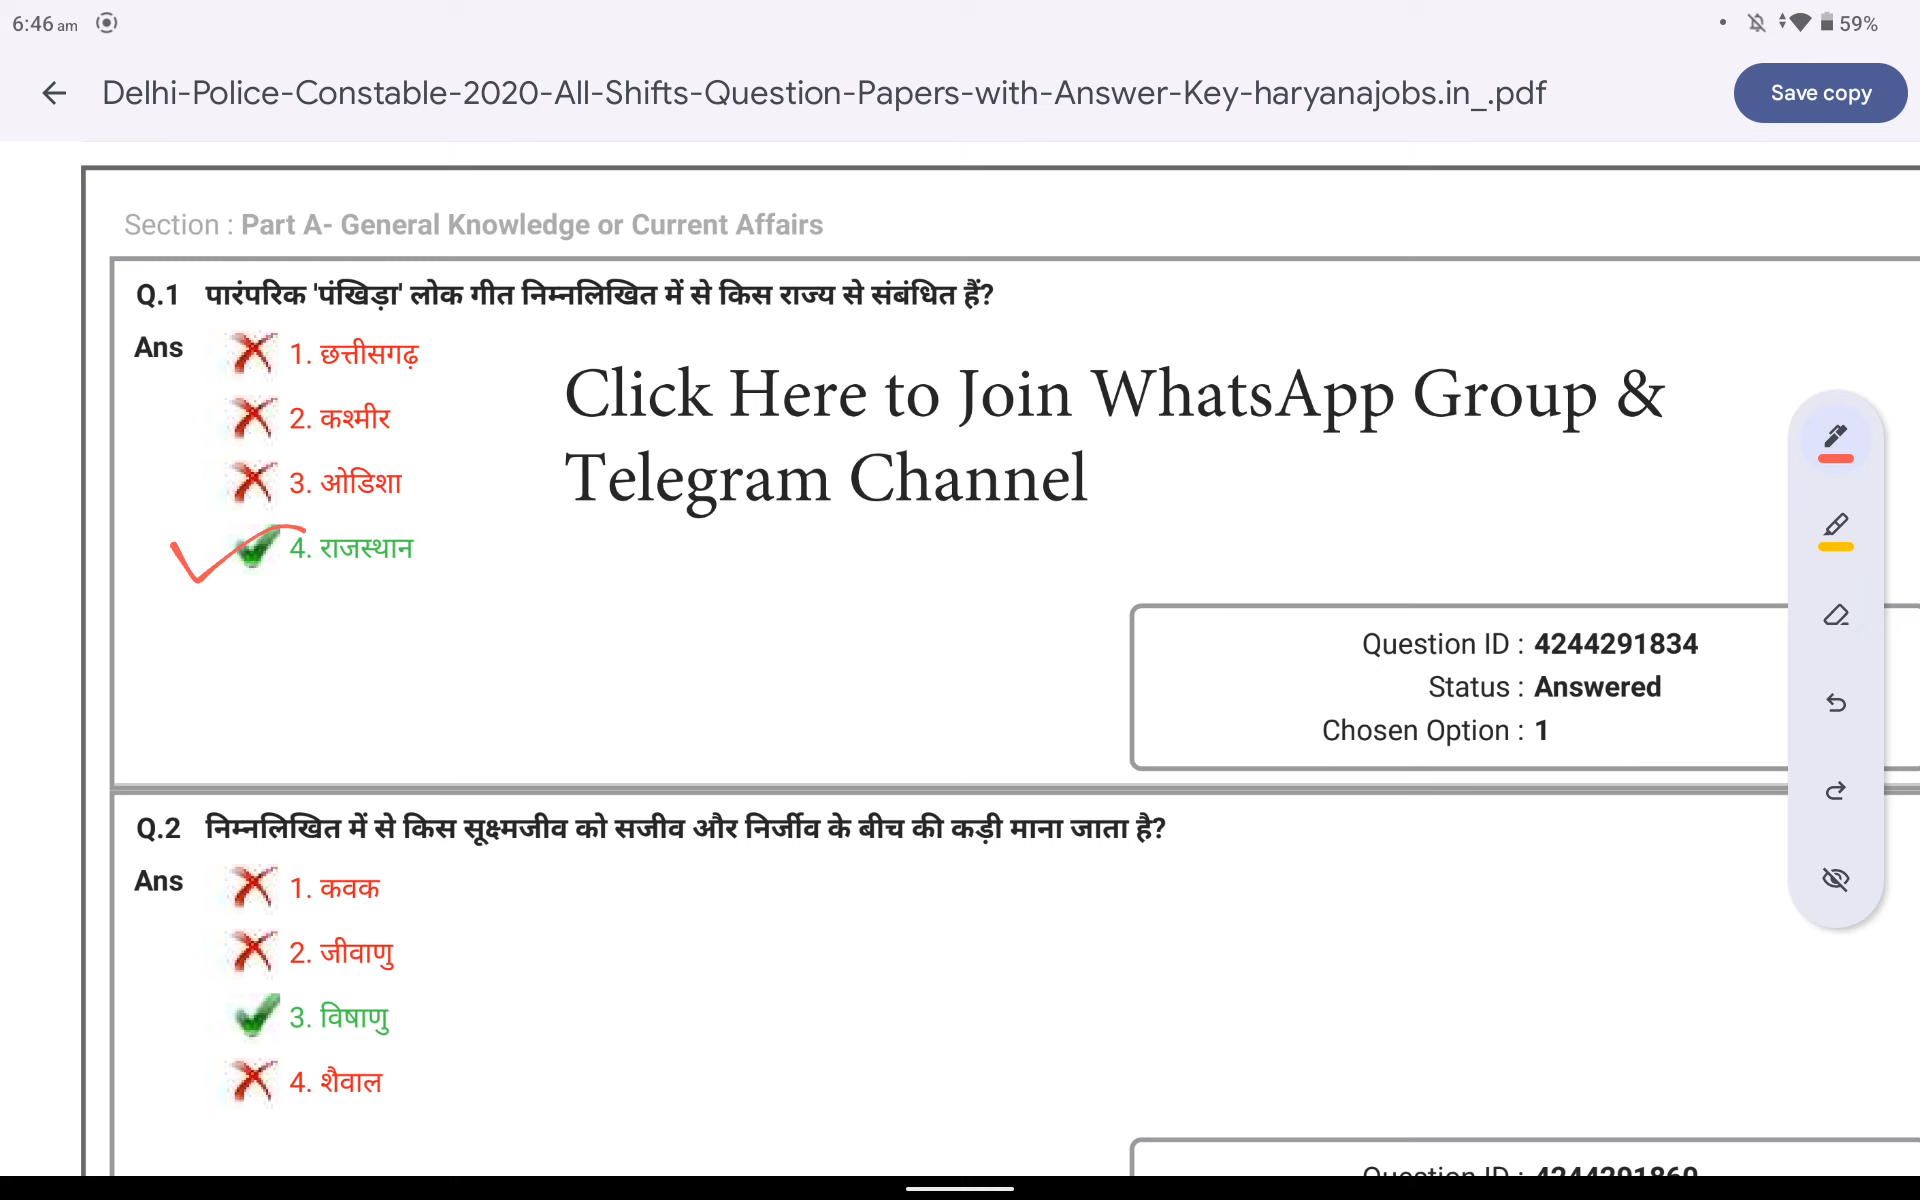 6:46 am
59%
Delhi-Police-Constable-2020-All-Shifts-Question-Papers-with-Answer-Key-haryanajobs.in_.pdf
Save copy
Section : Part A- General Knowledge or Current Affairs
Q.1 पारंपरिक 'पंखिड़ा' लोक गीत निम्नलिखित में से किस राज्य से संबंधित हैं?
Ans
1. छत्तीसगढ़
2. कश्मीर
3. ओडिशा
4. राजस्थान
Click Here to Join WhatsApp Group &
Telegram Channel
Question ID : 4244291834
Status : Answered
Chosen Option : 1
Q.2 निम्नलिखित में से किस सूक्ष्मजीव को सजीव और निर्जीव के बीच की कड़ी माना जाता है?
Ans
1. कवक
2. जीवाणु
3. विषाणु
4. शैवाल
Question ID : 4244291860